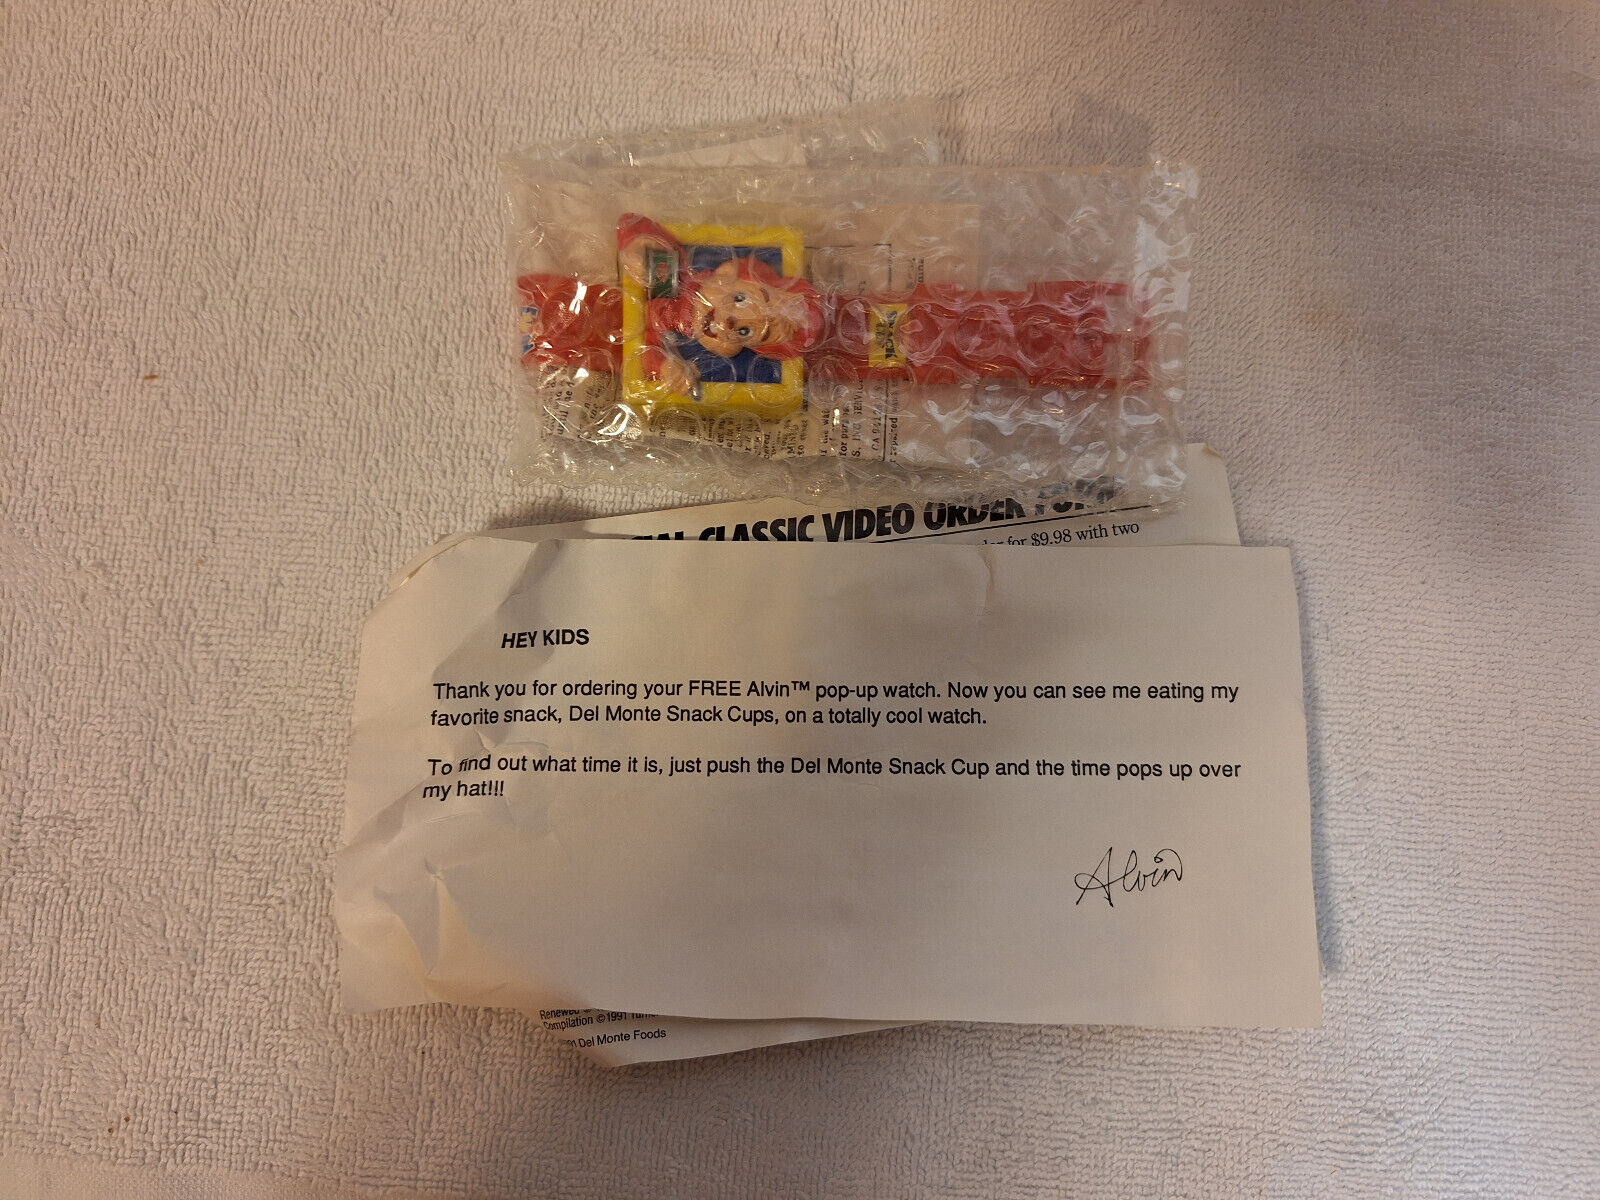 SNACK
CLASSIC VIDEO ORDER FORM
for $9.98 with two
HEY KIDS
Thank you for ordering your FREE Alvin™ pop-up watch. Now you can see me eating my
favorite snack, Del Monte Snack Cups, on a totally cool watch.
To find out what time it is, just push the Del Monte Snack Cup and the time pops up over
my hat!!!
Alvin
Renewed
Compilation ©1991
Del Monte Foods